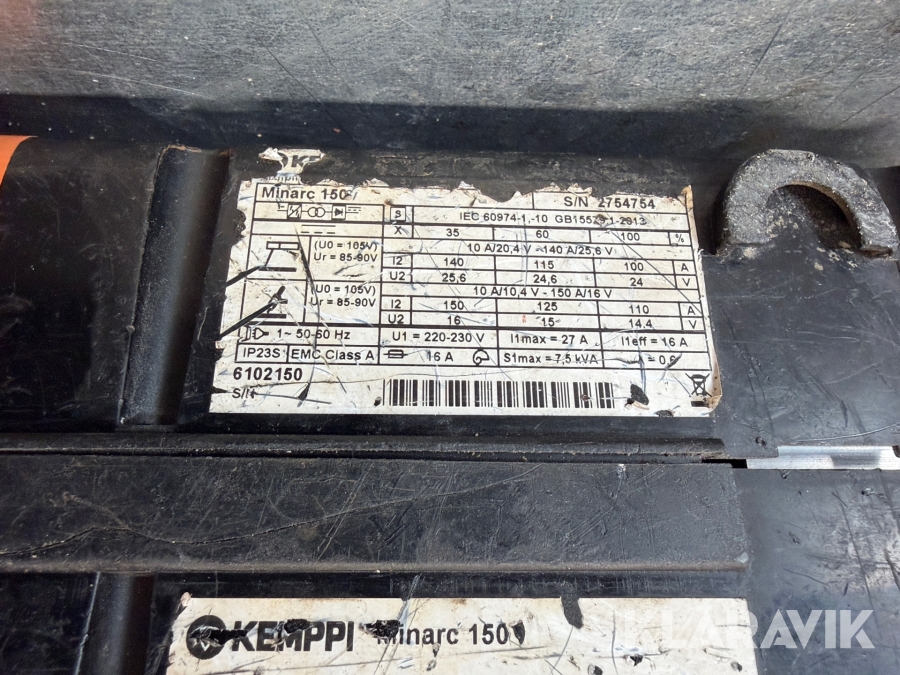 Minarc 150
S/N 2754754
IEC 60974-1,-10
X 35 60 100 %
(U0 = 105V)
Ur = 85-90V
10 A/20,4 V - 140 A/25,6 V
I2 140 115 100 A
U2 25,6 24,6 24 V
(U0 = 105V)
Ur = 85-90V
10 A/10,4 V - 150 A/16 V
I2 150 125 110 A
U2 16 15 14.4 V
1~ 50-60 Hz
U1 = 220-230 V
I1max = 27 A
I1eff = 16 A
IP23S
EMC Class A
16 A
S1max = 7,5 kVA
6102150
S/N
KEMPPI Minarc 150
KLARAVIK